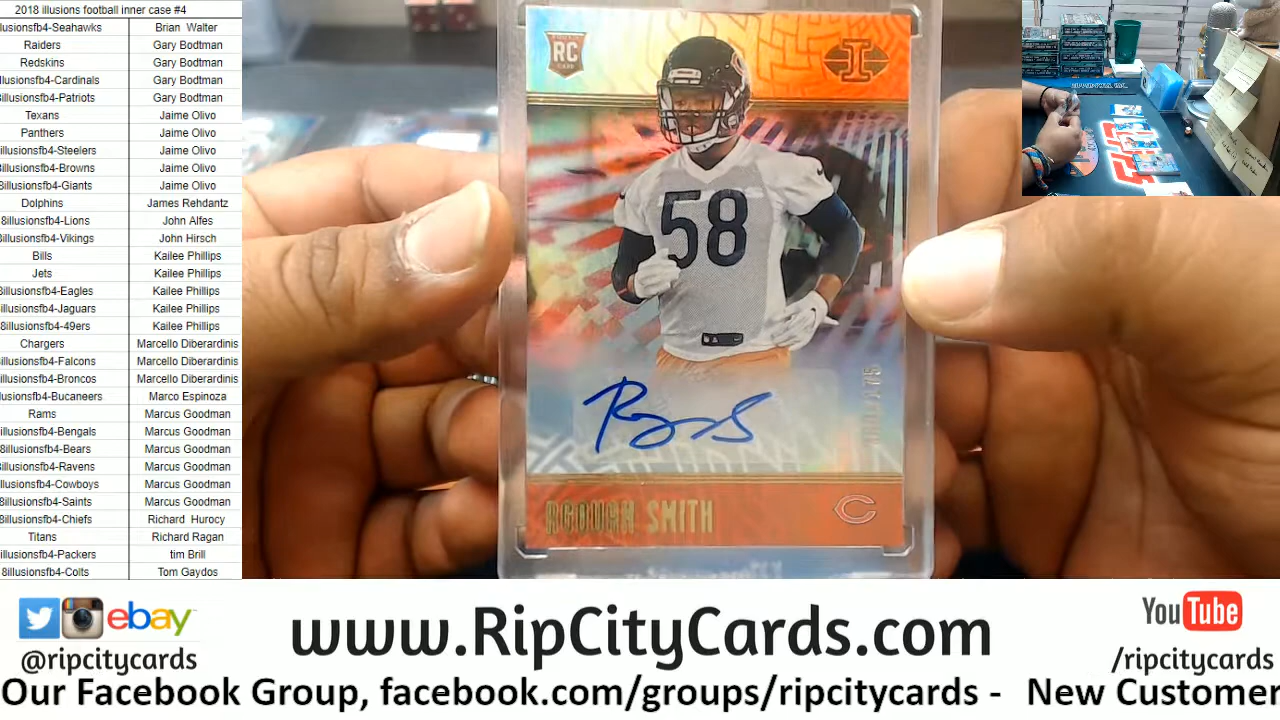 2018 illusions football inner case #4
lusionsfb4-Seahawks Brian Walter
Raiders Gary Bodtman
Redskins Gary Bodtman
illusionsfb4-Cardinals Gary Bodtman
8illusionsfb4-Patriots Gary Bodtman
Texans Jaime Olivo
Panthers Jaime Olivo
illusionsfb4-Steelers Jaime Olivo
illusionsfb4-Browns Jaime Olivo
8illusionsfb4-Giants Jaime Olivo
Dolphins James Rehdantz
8illusionsfb4-Lions John Alfes
illusionsfb4-Vikings John Hirsch
Bills Kailee Phillips
Jets Kailee Phillips
8illusionsfb4-Eagles Kailee Phillips
illusionsfb4-Jaguars Kailee Phillips
8illusionsfb4-49ers Kailee Phillips
Chargers Marcello Diberardinis
illusionsfb4-Falcons Marcello Diberardinis
illusionsfb4-Broncos Marcello Diberardinis
lusionsfb4-Bucaneers Marco Espinoza
Rams Marcus Goodman
illusionsfb4-Bengals Marcus Goodman
8illusionsfb4-Bears Marcus Goodman
illusionsfb4-Ravens Marcus Goodman
illusionsfb4-Cowboys Marcus Goodman
8illusionsfb4-Saints Marcus Goodman
8illusionsfb4-Chiefs Richard Hurocy
Titans Richard Ragan
illusionsfb4-Packers tim Brill
8illusionsfb4-Colts Tom Gaydos
RC
I
58
ROQUAN SMITH
C
ebay
@ripcitycards
www.RipCityCards.com
YouTube
/ripcitycards
Our Facebook Group, facebook.com/groups/ripcitycards - New Customer